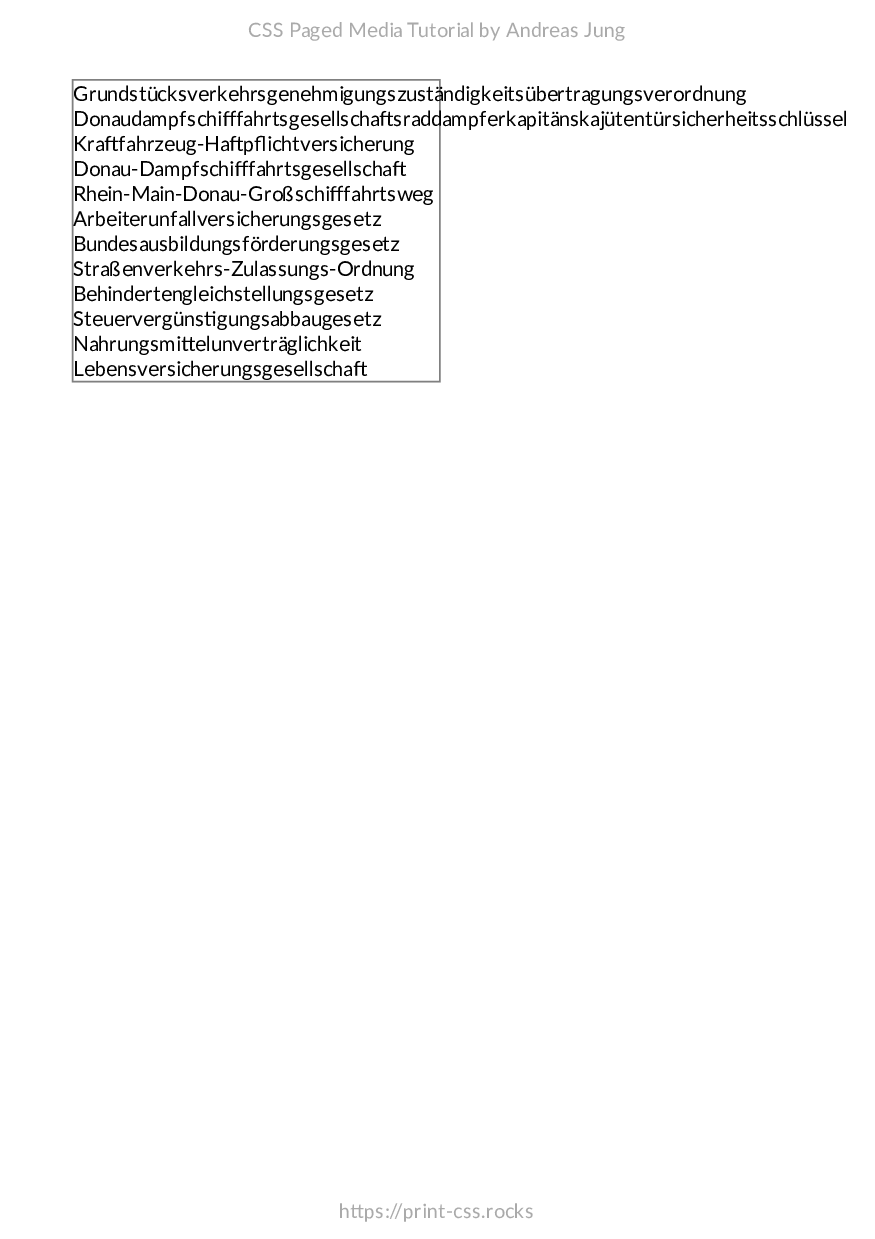 CSS Paged Media Tutorial by Andreas Jung
Grundstücksverkehrsgenehmigungszuständigkeitsübertragungsverordnung
Donaudampfschifffahrtsgesellschaftsraddampferkapitänskajütentürsicherheitsschlüssel
Kraftfahrzeug-Haftpflichtversicherung
Donau-Dampfschifffahrtsgesellschaft
Rhein-Main-Donau-Großschifffahrtsweg
Arbeiterunfallversicherungsgesetz
Bundesausbildungsförderungsgesetz
Straßenverkehrs-Zulassungs-Ordnung
Behindertengleichstellungsgesetz
Steuervergünstigungsabbaugesetz
Nahrungsmittelunverträglichkeit
Lebensversicherungsgesellschaft
https://print-css.rocks